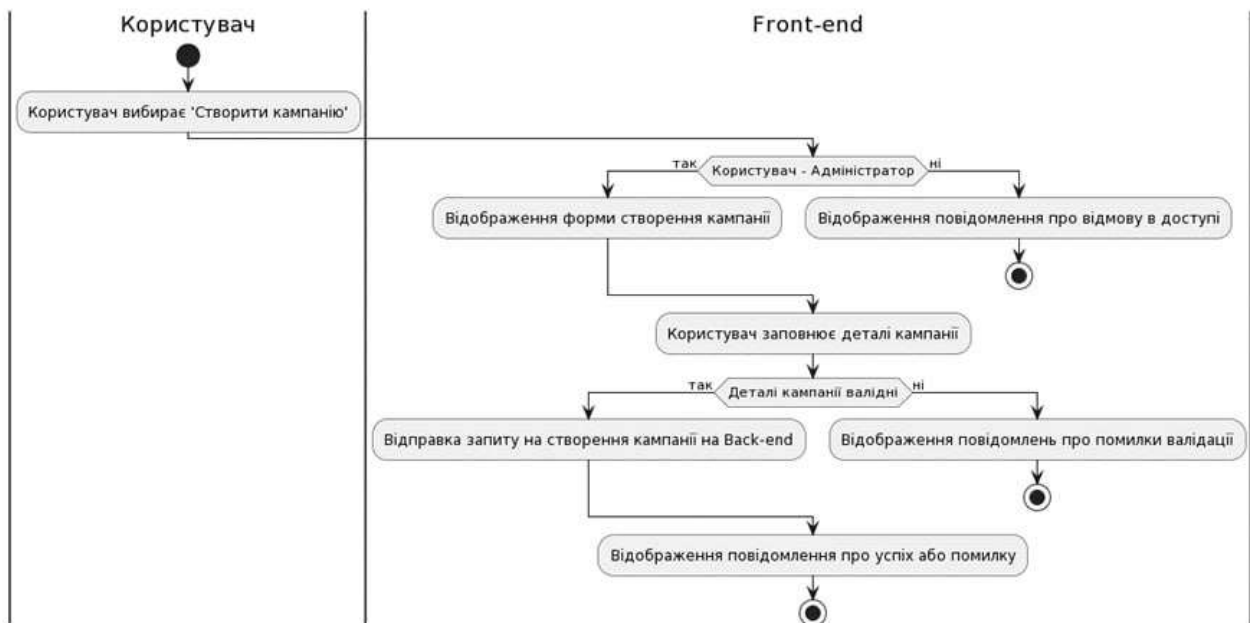 Користувач
Front-end
Користувач вибирає 'Створити кампанію'
так
Користувач - Адміністратор
ні
Відображення форми створення кампанії
Відображення повідомлення про відмову в доступі
Користувач заповнює деталі кампанії
так
Деталі кампанії валідні
ні
Відправка запиту на створення кампанії на Back-end
Відображення повідомлень про помилки валідації
Відображення повідомлення про успіх або помилку